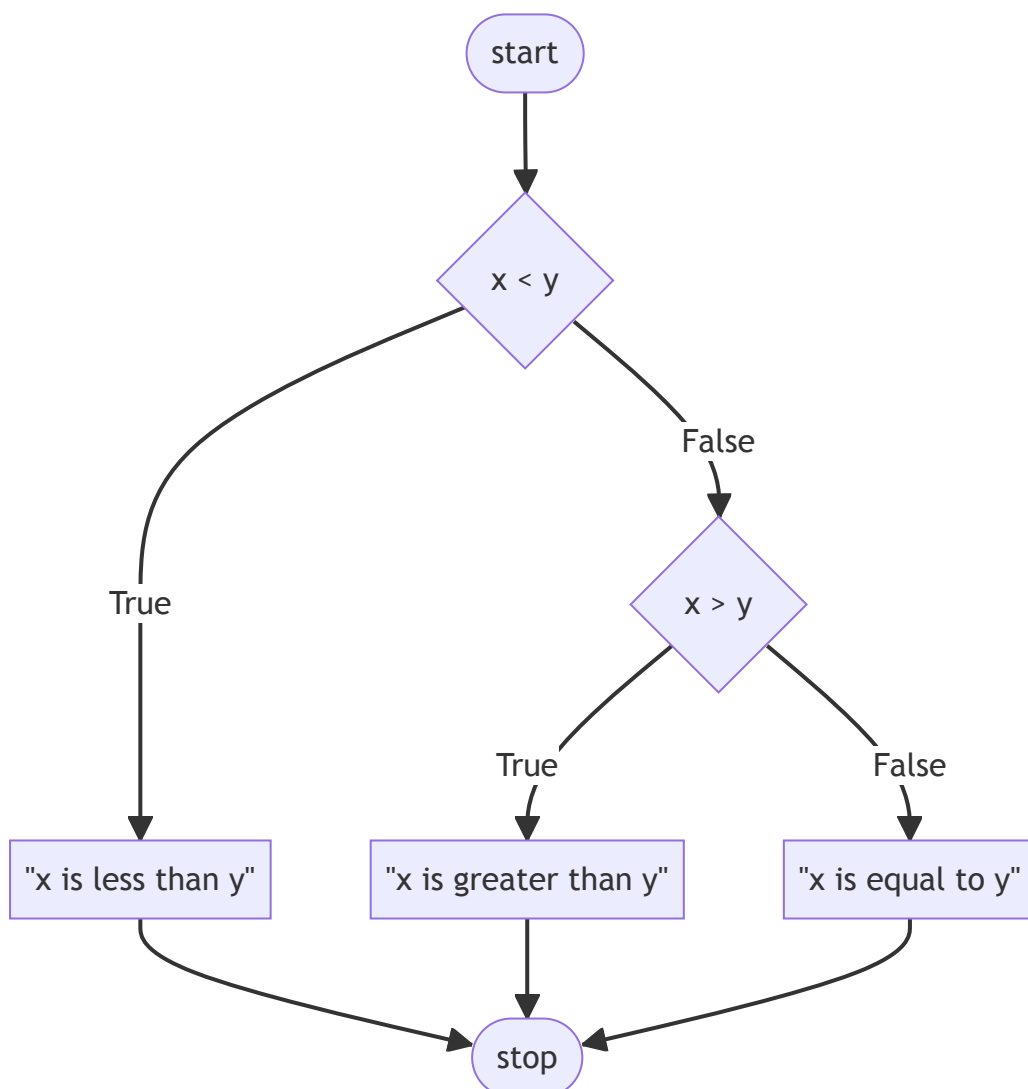 start
x < y
False
True
x > y
True
False
"x is less than y"
"x is greater than y"
"x is equal to y"
stop